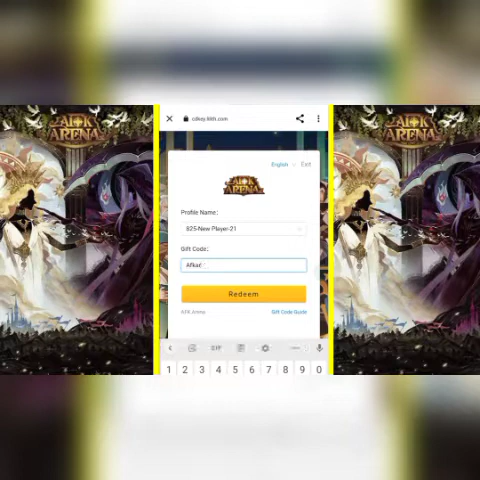 AFK
ARENA
AFK
ARENA
cdkey.lilith.com
English
Exit
AFK
ARENA
Profile Name:
825-New Player-21
Gift Code:
Redeem
AFK Arena
Gift Code Guide
GIF
1 2 3 4 5 6 7 8 9 0